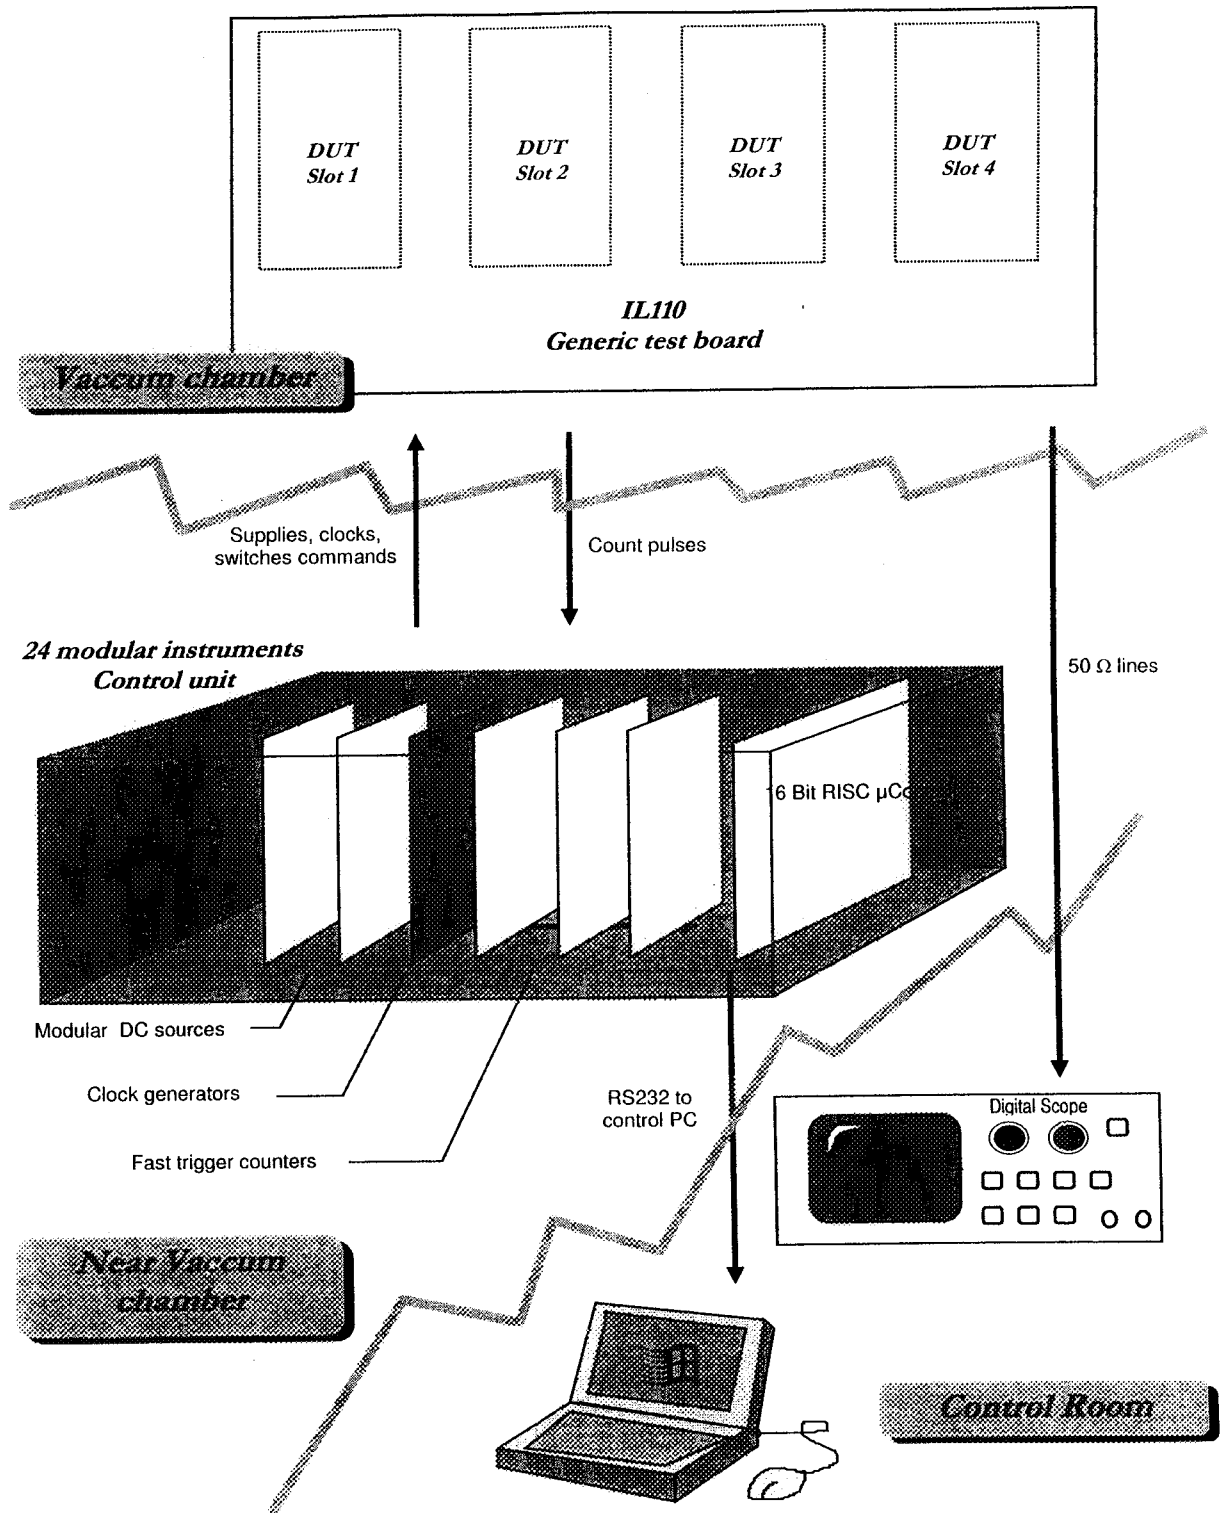 DUT
Slot 1
DUT
Slot 2
DUT
Slot 3
DUT
Slot 4
IL110
Generic test board
Vaccum chamber
Supplies, clocks,
switches commands
Count pulses
24 modular instruments
Control unit
50 Ω lines
16 Bit RISC
Modular DC sources
Clock generators
Fast trigger counters
RS232 to
control PC
Digital Scope
Near Vaccum
chamber
Control Room